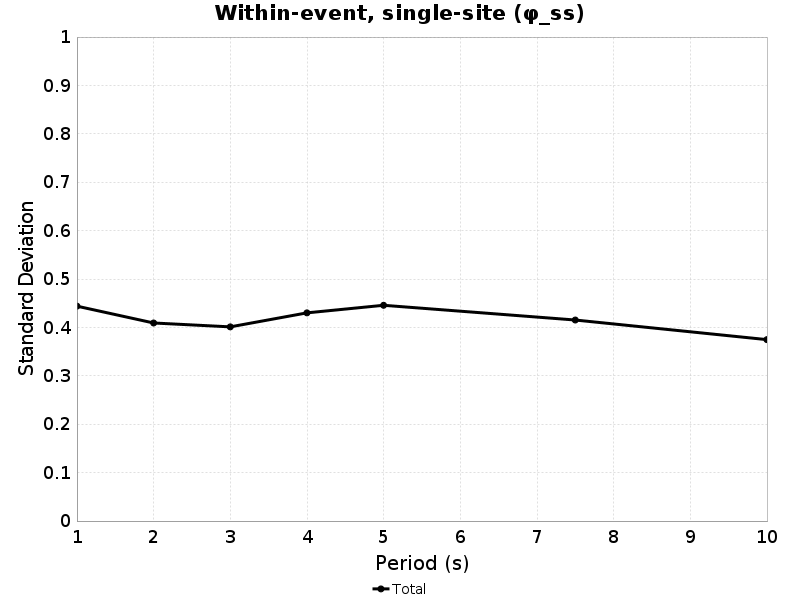 Within-event, single-site (φ_ss)
1
0.9
0.8
0.7
0.6
0.5
0.4
0.3
0.2
0.1
0
Standard Deviation
1 2 3 4 5 6 7 8 9 10
Period (s)
Total